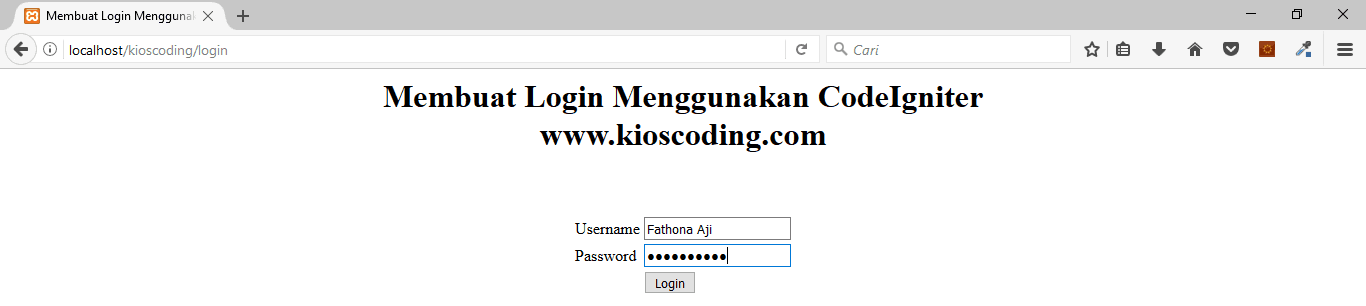 Membuat Login Menggunak
localhost/kioscoding/login
Cari
Membuat Login Menggunakan CodeIgniter
www.kioscoding.com
Username Fathona Aji
Password ••••••••••
Login